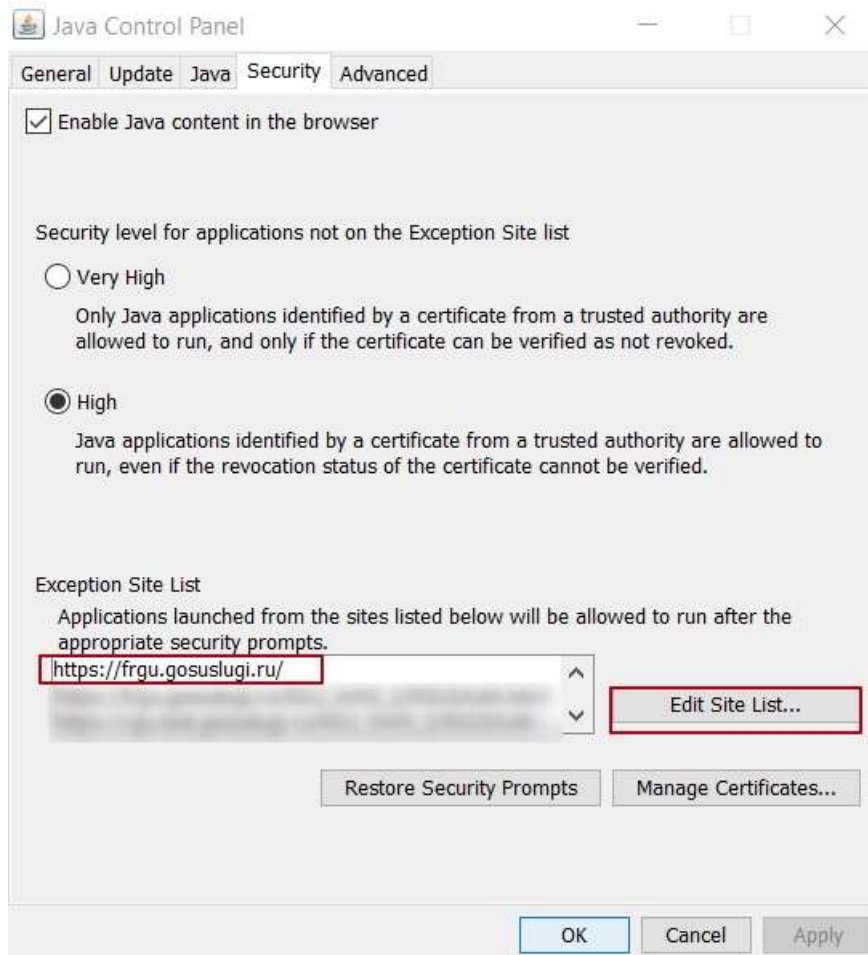 Java Control Panel
General Update Java Security Advanced
Enable Java content in the browser
Security level for applications not on the Exception Site list
Very High
Only Java applications identified by a certificate from a trusted authority are
allowed to run, and only if the certificate can be verified as not revoked.
High
Java applications identified by a certificate from a trusted authority are allowed to
run, even if the revocation status of the certificate cannot be verified.
Exception Site List
Applications launched from the sites listed below will be allowed to run after the
appropriate security prompts.
https://frgu.gosuslugi.ru/
Edit Site List...
Restore Security Prompts Manage Certificates...
OK Cancel Apply